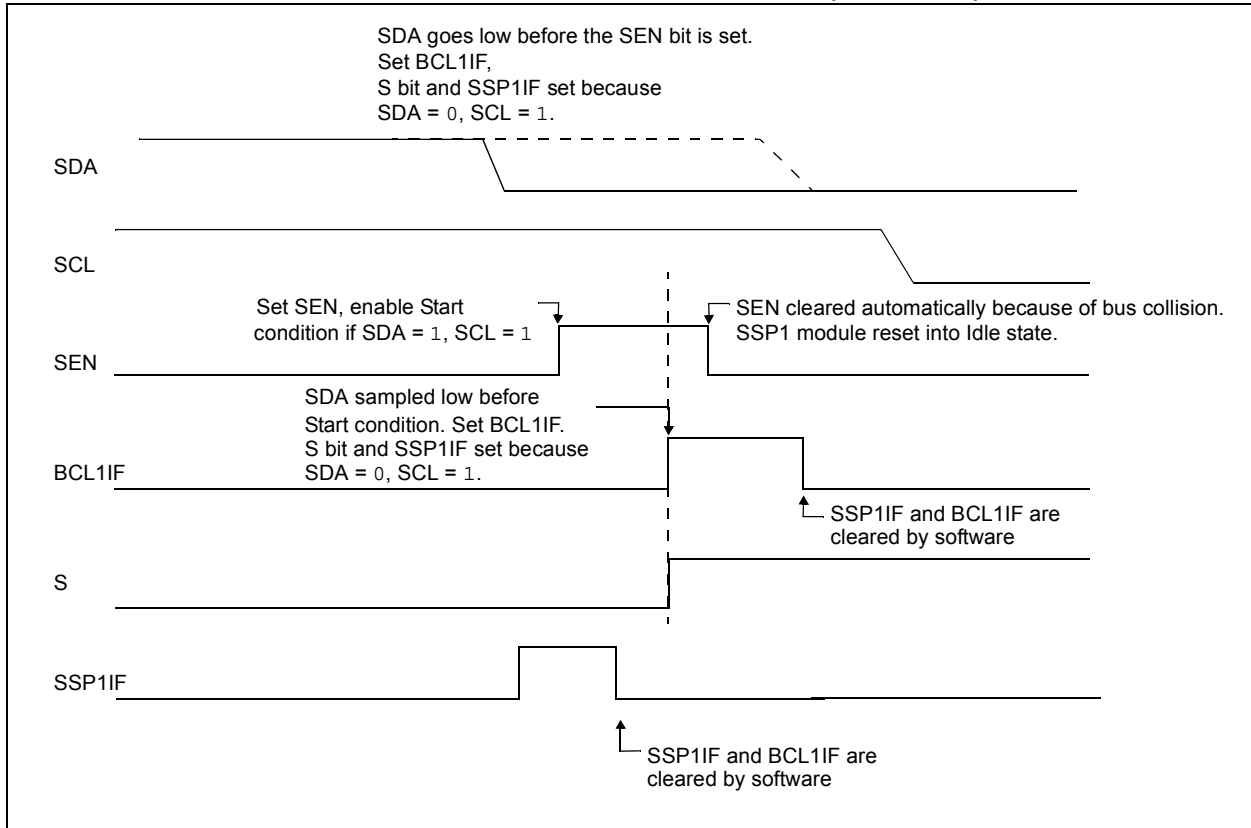 SDA goes low before the SEN bit is set.
Set BCL1IF,
S bit and SSP1IF set because
SDA = 0, SCL = 1.
SDA
SCL
Set SEN, enable Start
condition if SDA = 1, SCL = 1
SEN cleared automatically because of bus collision.
SSP1 module reset into Idle state.
SEN
SDA sampled low before
Start condition. Set BCL1IF.
S bit and SSP1IF set because
SDA = 0, SCL = 1.
BCL1IF
SSP1IF and BCL1IF are
cleared by software
S
SSP1IF
SSP1IF and BCL1IF are
cleared by software